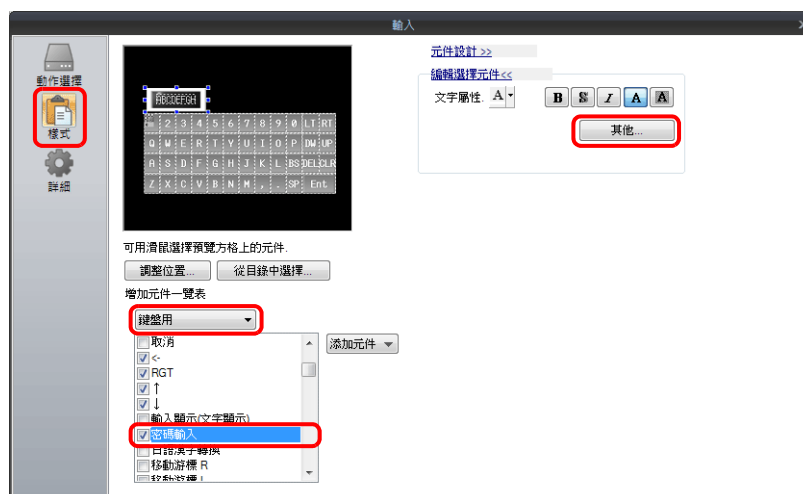 輸入
動作選擇
樣式
詳細
ABCDEFGH
2 3 4 5 6 7 8 9 0 LT RT
Q W E R T Y U I O P DW UP
A S D F G H J K L BS DEL CLR
Z X C V B N M , . SP Ent
可用滑鼠選擇預覽方格上的元件.
調整位置... 從目錄中選擇...
增加元件一覽表
鍵盤用
取消
<-
RGT
↑
↓
輸入顯示(文字顯示)
密碼輸入
日語漢字轉換
移動游標 R
移動游標 L
添加元件
元件設計 >>
編輯選擇元件<<
文字屬性. A B S I A A
其他...